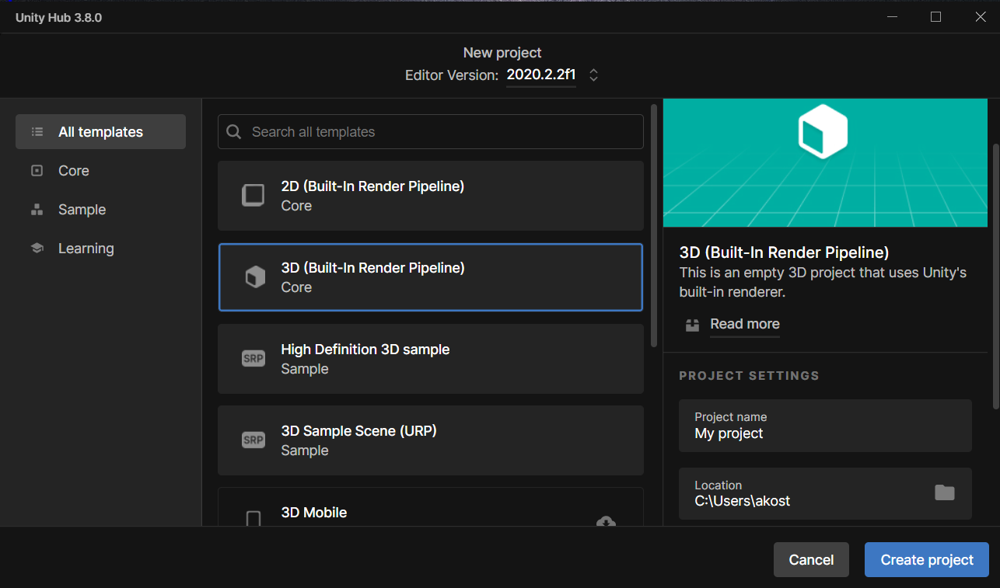 Unity Hub 3.8.0
New project
Editor Version: 2020.2.2f1
All templates
Core
Sample
Learning
Search all templates
2D (Built-In Render Pipeline)
Core
3D (Built-In Render Pipeline)
Core
SRP
High Definition 3D sample
Sample
SRP
3D Sample Scene (URP)
Sample
3D Mobile
3D (Built-In Render Pipeline)
This is an empty 3D project that uses Unity's
built-in renderer.
Read more
PROJECT SETTINGS
Project name
My project
Location
C:\Users\akost
Cancel
Create project